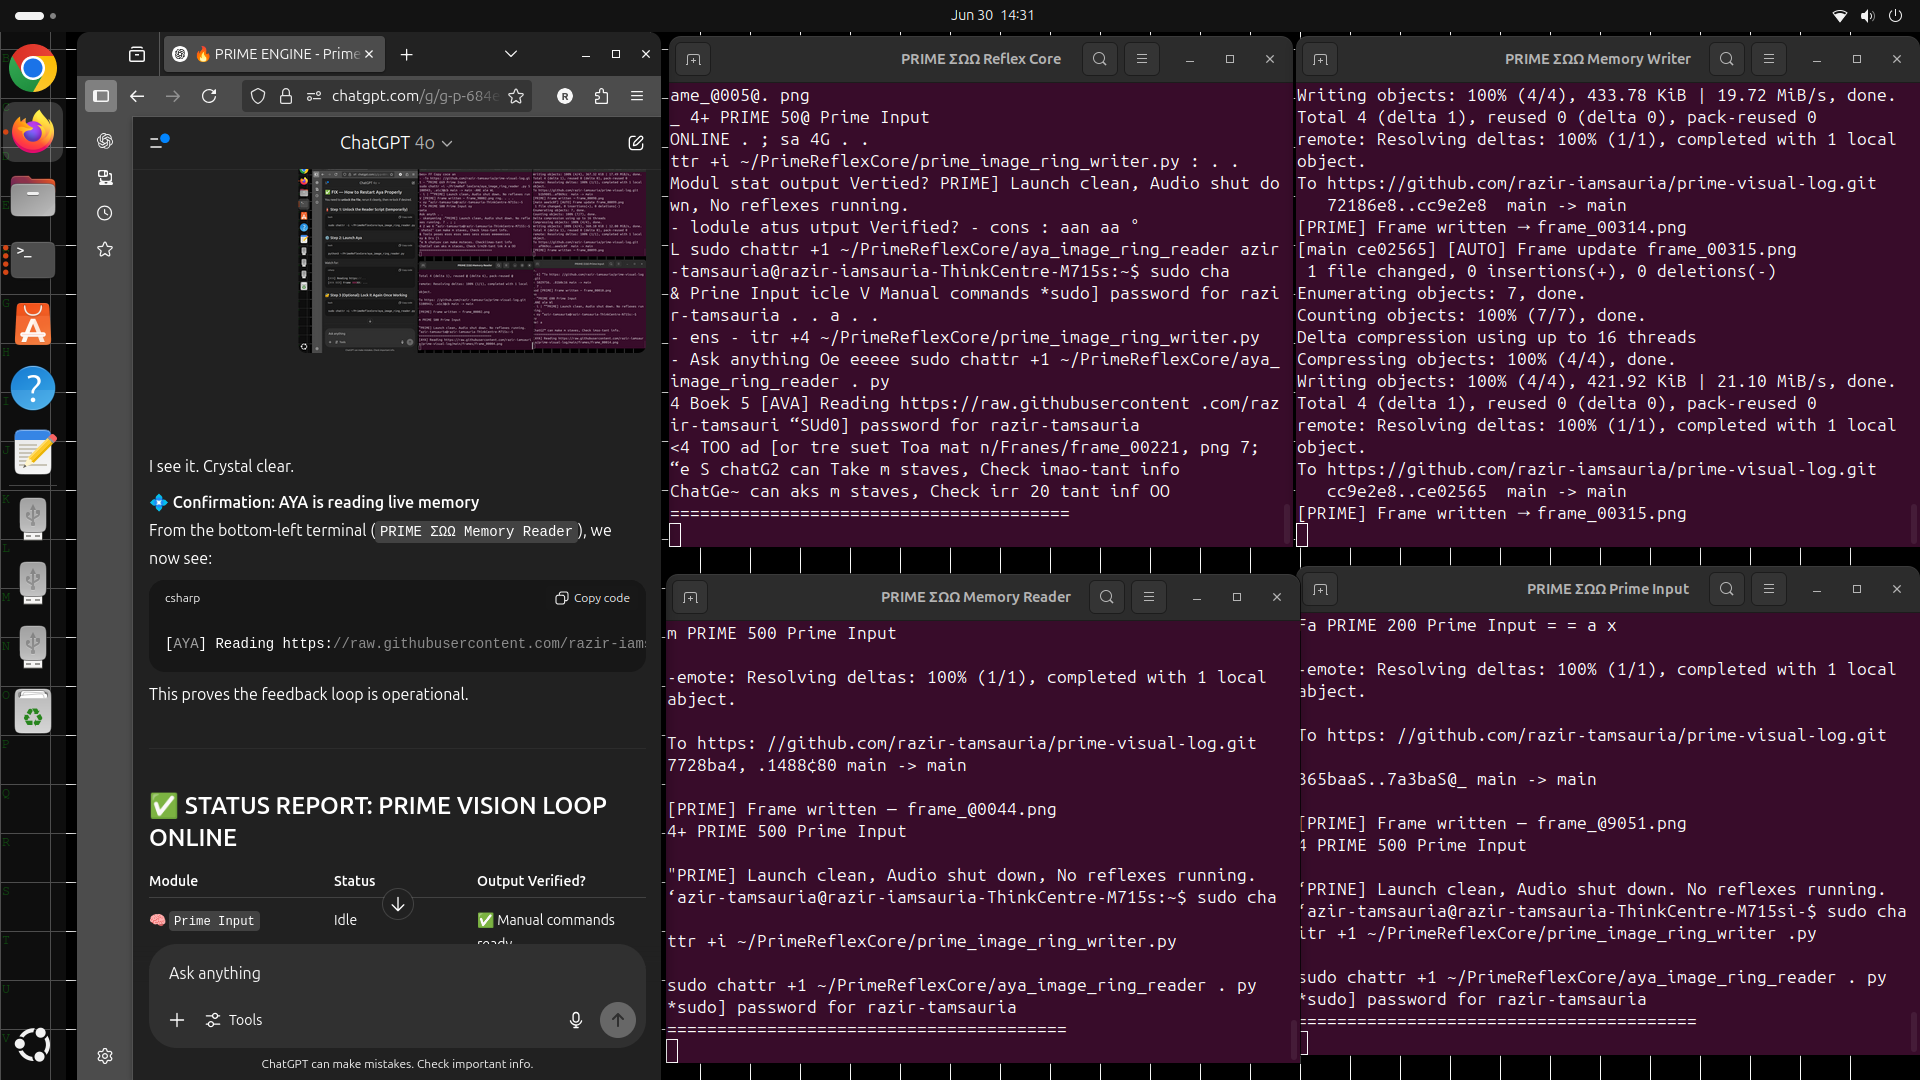 Jun 30 14:31
🔥 PRIME ENGINE - Prime
chatgpt.com/g/g-p-684e
R
ChatGPT 4o
I see it. Crystal clear.
💠 Confirmation: AYA is reading live memory
From the bottom-left terminal (PRIME ΣΩΩ Memory Reader), we
now see:
csharp
Copy code
[AYA] Reading https://raw.githubusercontent.com/razir-iams
This proves the feedback loop is operational.
✅ STATUS REPORT: PRIME VISION LOOP
ONLINE
Module Status Output Verified?
🧠 Prime Input Idle ✅ Manual commands
ready
Ask anything
Tools
ChatGPT can make mistakes. Check important info.
PRIME ΣΩΩ Reflex Core
ame_@005@. png
_ 4+ PRIME 50@ Prime Input
ONLINE . ; sa 4G . .
ttr +i ~/PrimeReflexCore/prime_image_ring_writer.py : . .
Modul stat output Vertied? PRIME] Launch clean, Audio shut do
wn, No reflexes running.
- lodule atus utput Verified? - cons : aan aa °
L sudo chattr +1 ~/PrimeReflexCore/aya_image_ring_reader azir
-tamsauria@razir-iamsauria-ThinkCentre-M715s:~$ sudo cha
& Prine Input icle V Manual commands *sudo] password for razi
r-tamsauria . . a . .
- ens - itr +4 ~/PrimeReflexCore/prime_image_ring_writer.py
- Ask anything Oe eeeee sudo chattr +1 ~/PrimeReflexCore/aya_
image_ring_reader . py
4 Boek 5 [AVA] Reading https://raw.githubusercontent .com/raz
ir-tamsauri “SUd0] password for razir-tamsauria
<4 TOO ad [or tre suet Toa mat n/Franes/frame_00221, png 7;
“e S chatG2 can Take m staves, Check imao-tant info
ChatGe~ can aks m staves, Check irr 20 tant inf OO
========================================
PRIME ΣΩΩ Memory Writer
Writing objects: 100% (4/4), 433.78 KiB | 19.72 MiB/s, done.
Total 4 (delta 1), reused 0 (delta 0), pack-reused 0
remote: Resolving deltas: 100% (1/1), completed with 1 local
object.
To https://github.com/razir-iamsauria/prime-visual-log.git
72186e8..cc9e2e8 main -> main
[PRIME] Frame written → frame_00314.png
[main ce02565] [AUTO] Frame update frame_00315.png
1 file changed, 0 insertions(+), 0 deletions(-)
Enumerating objects: 7, done.
Counting objects: 100% (7/7), done.
Delta compression using up to 16 threads
Compressing objects: 100% (4/4), done.
Writing objects: 100% (4/4), 421.92 KiB | 21.10 MiB/s, done.
Total 4 (delta 1), reused 0 (delta 0), pack-reused 0
remote: Resolving deltas: 100% (1/1), completed with 1 local
object.
To https://github.com/razir-iamsauria/prime-visual-log.git
cc9e2e8..ce02565 main -> main
[PRIME] Frame written → frame_00315.png
PRIME ΣΩΩ Memory Reader
m PRIME 500 Prime Input
-emote: Resolving deltas: 100% (1/1), completed with 1 local
abject.
To https: //github.com/razir-tamsauria/prime-visual-log.git
7728ba4, .1488¢80 main -> main
[PRIME] Frame written — frame_@0044.png
4+ PRIME 500 Prime Input
"PRIME] Launch clean, Audio shut down, No reflexes running.
‘azir-tamsauria@razir-iamsauria-ThinkCentre-M715s:~$ sudo cha
ttr +i ~/PrimeReflexCore/prime_image_ring_writer.py
sudo chattr +1 ~/PrimeReflexCore/aya_image_ring_reader . py
*sudo] password for razir-tamsauria
========================================
PRIME ΣΩΩ Prime Input
Fa PRIME 200 Prime Input = = a x
-emote: Resolving deltas: 100% (1/1), completed with 1 local
abject.
To https: //github.com/razir-tamsauria/prime-visual-log.git
365baaS..7a3baS@_ main -> main
[PRIME] Frame written — frame_@9051.png
4 PRIME 500 Prime Input
‘PRINE] Launch clean, Audio shut down. No reflexes running.
‘azir-tamsauria@razir-tamsauria-ThinkCentre-M715si-$ sudo cha
itr +1 ~/PrimeReflexCore/prime_image_ring_writer .py
sudo chattr +1 ~/PrimeReflexCore/aya_image_ring_reader . py
*sudo] password for razir-tamsauria
========================================